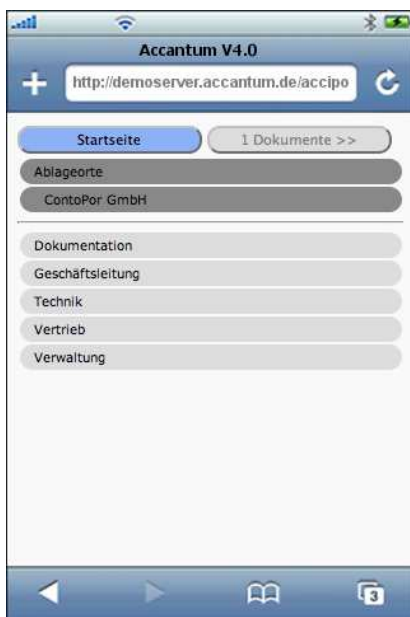 Accantum V4.0
http://demoserver.accantum.de/accipo
Startseite
1 Dokumente >>
Ablageorte
ContoPor GmbH
Dokumentation
Geschäftsleitung
Technik
Vertrieb
Verwaltung
3